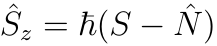 Ŝ_z = ħ(S − N̂)